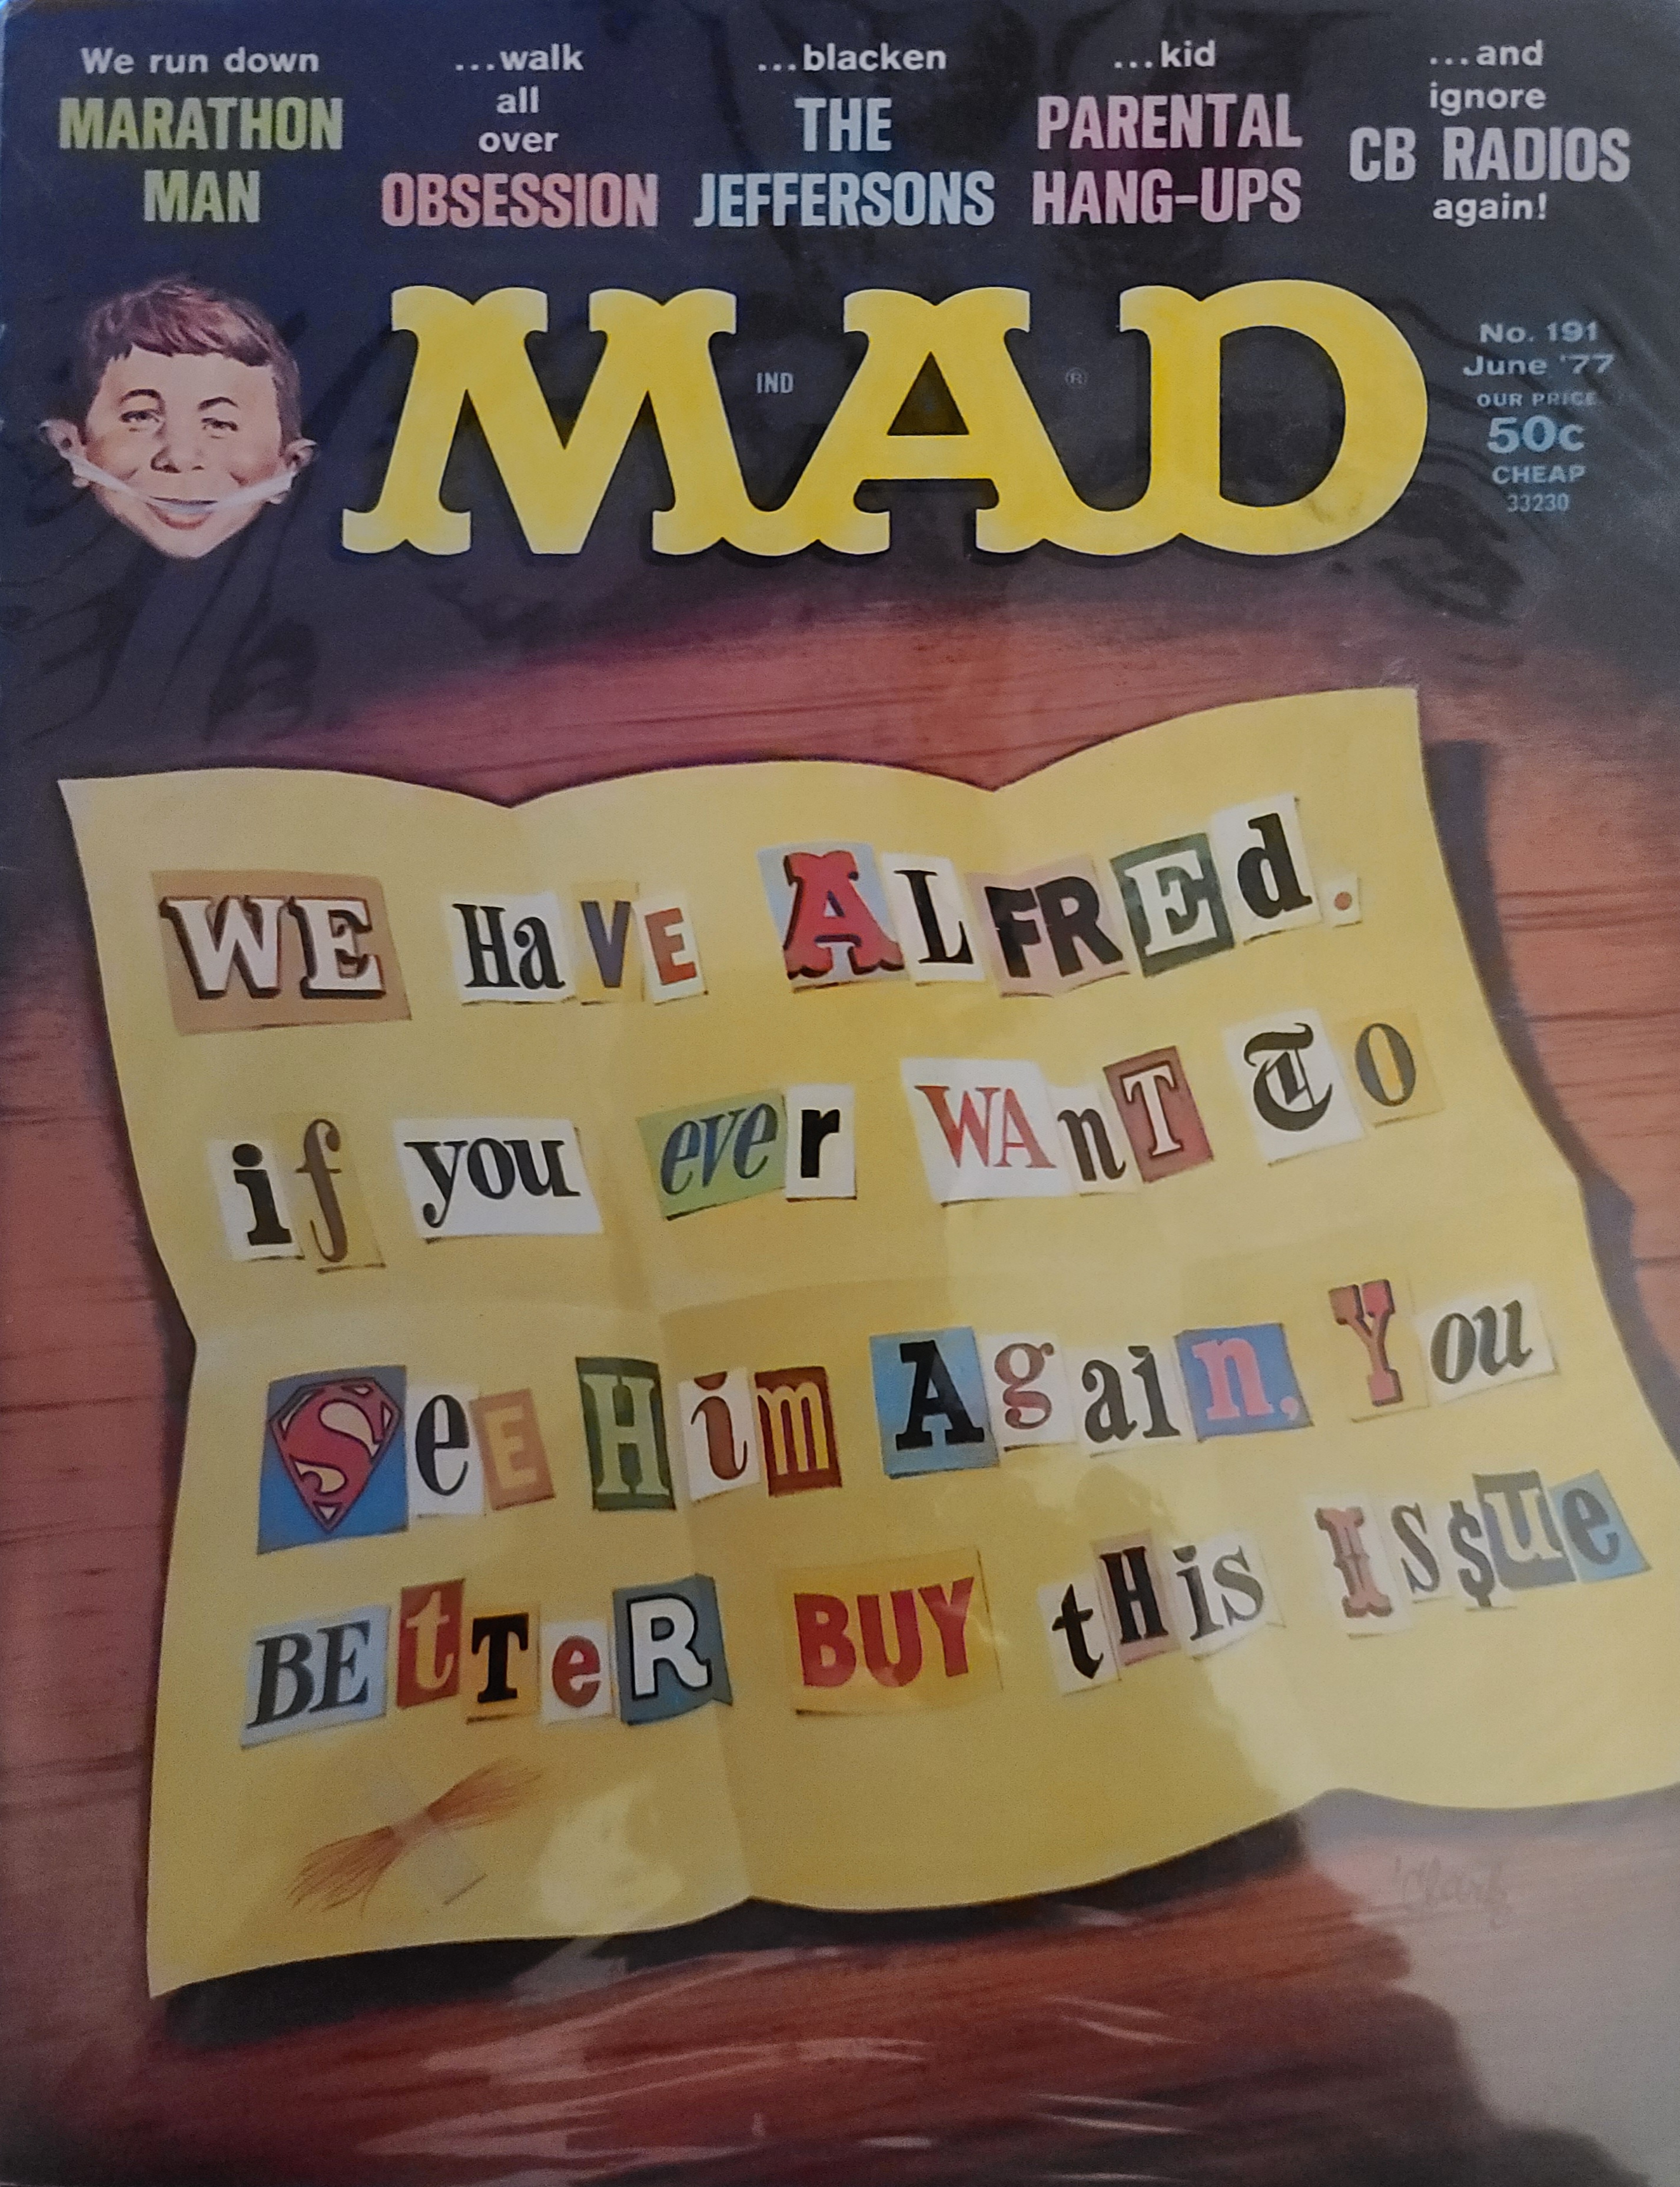 We run down
MARATHON
MAN
...walk
all
over
OBSESSION
...blacken
THE
JEFFERSONS
...kid
PARENTAL
HANG-UPS
...and
ignore
CB RADIOS
again!
MAD
IND
®
No. 191
June '77
OUR PRICE
50c
CHEAP
33230
WE HaVE ALFREd.
if you ever WAnT TO
SeE Him Again, You
BEtTeR BUY tHis IS$ue